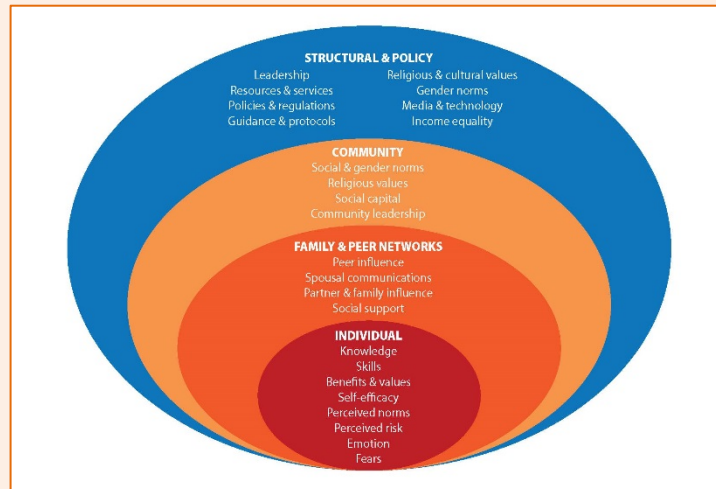 STRUCTURAL & POLICY
Leadership
Resources & services
Policies & regulations
Guidance & protocols
Religious & cultural values
Gender norms
Media & technology
Income equality
COMMUNITY
Social & gender norms
Religious values
Social capital
Community leadership
FAMILY & PEER NETWORKS
Peer influence
Spousal communications
Partner & family influence
Social support
INDIVIDUAL
Knowledge
Skills
Benefits & values
Self-efficacy
Perceived norms
Perceived risk
Emotion
Fears